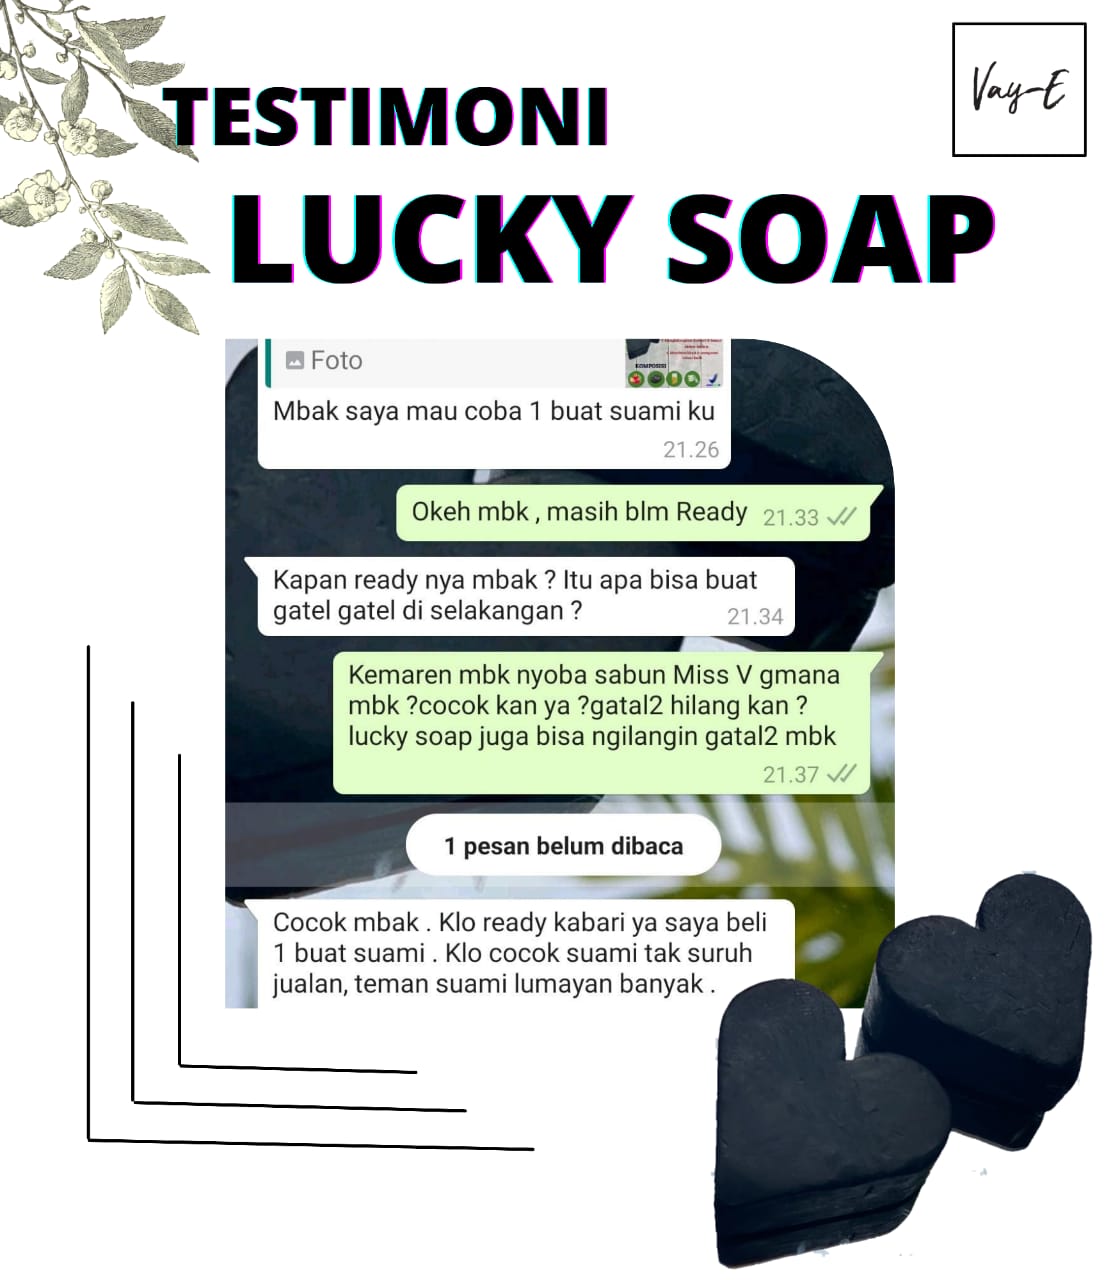 Vay-E
TESTIMONI
LUCKY SOAP
Foto
KOMPOSISI
Mbak saya mau coba 1 buat suami ku
21.26
Okeh mbk , masih blm Ready 21.33
Kapan ready nya mbak ? Itu apa bisa buat
gatel gatel di selakangan ?
21.34
Kemaren mbk nyoba sabun Miss V gmana
mbk ?cocok kan ya ?gatal2 hilang kan ?
lucky soap juga bisa ngilangin gatal2 mbk
21.37
1 pesan belum dibaca
Cocok mbak . Klo ready kabari ya saya beli
1 buat suami . Klo cocok suami tak suruh
jualan, teman suami lumayan banyak .